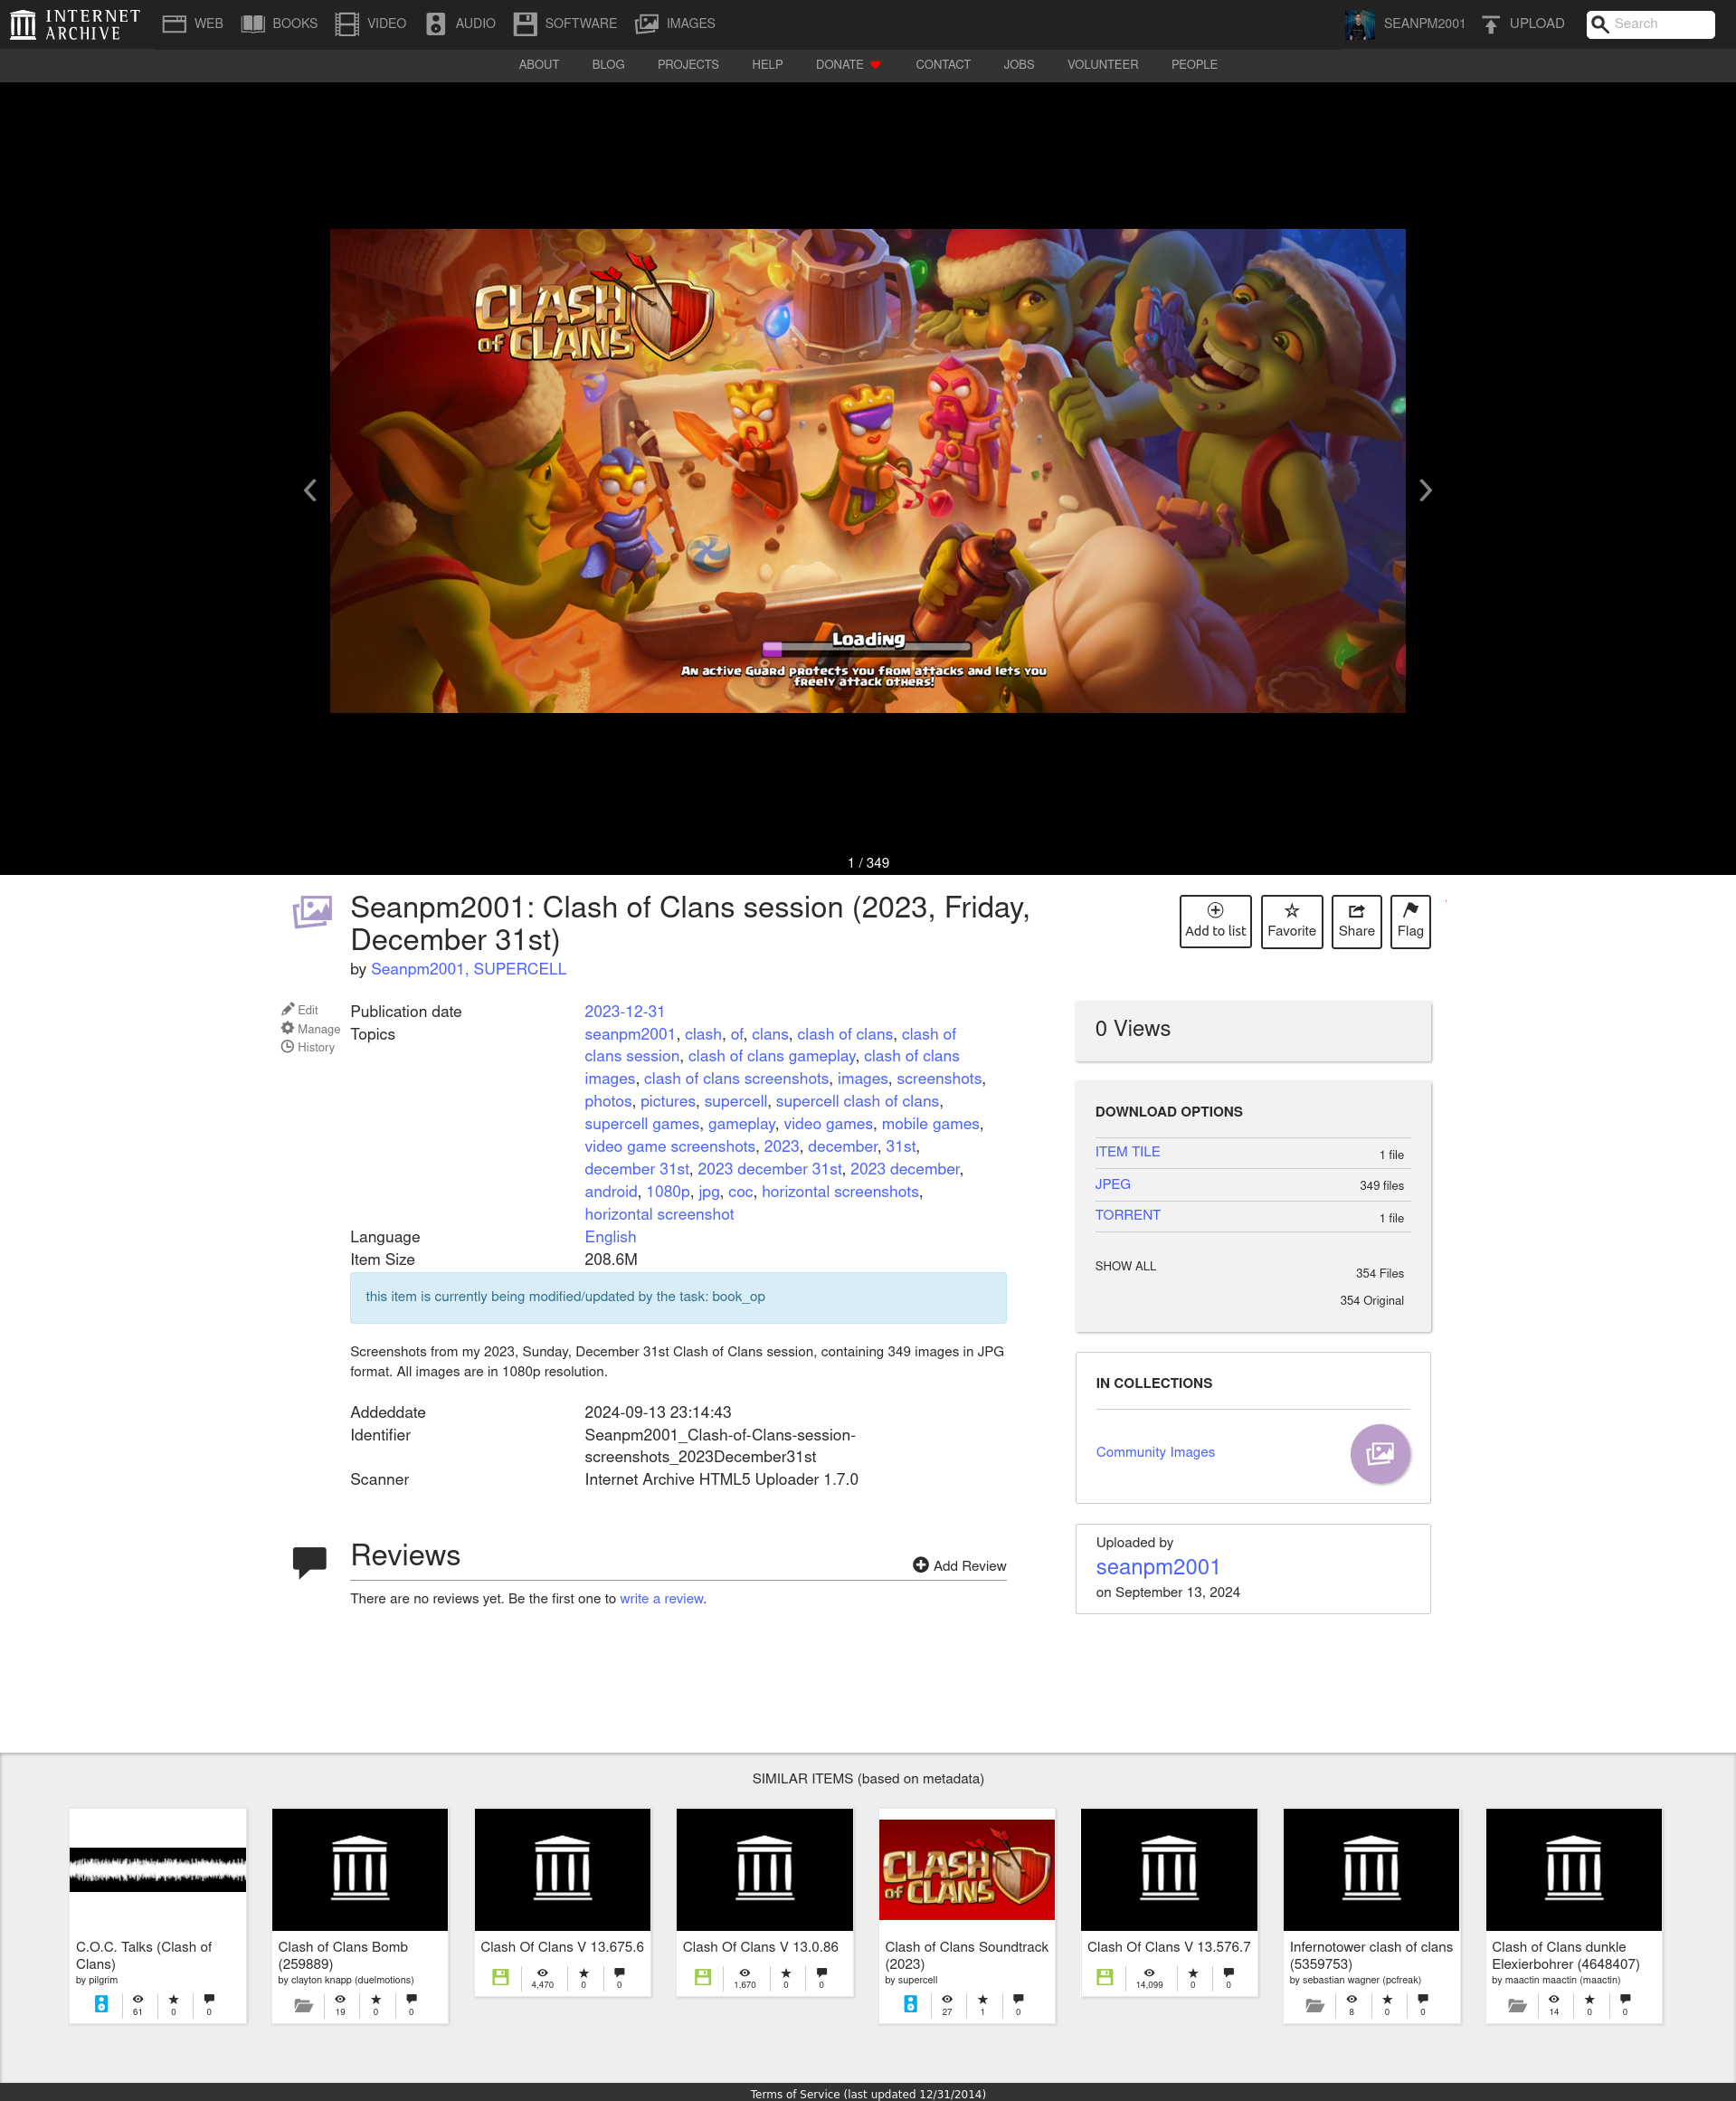 INTERNET ARCHIVE
WEB BOOKS VIDEO AUDIO SOFTWARE IMAGES SEANPM2001 UPLOAD Search
ABOUT BLOG PROJECTS HELP DONATE CONTACT JOBS VOLUNTEER PEOPLE
CLASH
OF CLANS
Loading
An active Guard protects you from attacks and lets you
freely attack others!
1 / 349
Seanpm2001: Clash of Clans session (2023, Friday,
December 31st)
by Seanpm2001, SUPERCELL
Add to list Favorite Share Flag
Edit
Manage
History
Publication date 2023-12-31
Topics seanpm2001, clash, of, clans, clash of clans, clash of
clans session, clash of clans gameplay, clash of clans
images, clash of clans screenshots, images, screenshots,
photos, pictures, supercell, supercell clash of clans,
supercell games, gameplay, video games, mobile games,
video game screenshots, 2023, december, 31st,
december 31st, 2023 december 31st, 2023 december,
android, 1080p, jpg, coc, horizontal screenshots,
horizontal screenshot
Language English
Item Size 208.6M
this item is currently being modified/updated by the task: book_op
Screenshots from my 2023, Sunday, December 31st Clash of Clans session, containing 349 images in JPG
format. All images are in 1080p resolution.
Addeddate 2024-09-13 23:14:43
Identifier Seanpm2001_Clash-of-Clans-session-
screenshots_2023December31st
Scanner Internet Archive HTML5 Uploader 1.7.0
Reviews
Add Review
There are no reviews yet. Be the first one to write a review.
0 Views
DOWNLOAD OPTIONS
ITEM TILE 1 file
JPEG 349 files
TORRENT 1 file
SHOW ALL 354 Files
354 Original
IN COLLECTIONS
Community Images
Uploaded by
seanpm2001
on September 13, 2024
SIMILAR ITEMS (based on metadata)
C.O.C. Talks (Clash of
Clans)
by pilgrim
61 0 0
Clash of Clans Bomb
(259889)
by clayton knapp (duelmotions)
19 0 0
Clash Of Clans V 13.675.6
4,470 0 0
Clash Of Clans V 13.0.86
1,670 0 0
CLASH
OF CLANS
Clash of Clans Soundtrack
(2023)
by supercell
27 1 0
Clash Of Clans V 13.576.7
14,099 0 0
Infernotower clash of clans
(5359753)
by sebastian wagner (pcfreak)
8 0 0
Clash of Clans dunkle
Elexierbohrer (4648407)
by maactin maactin (maactin)
14 0 0
Terms of Service (last updated 12/31/2014)